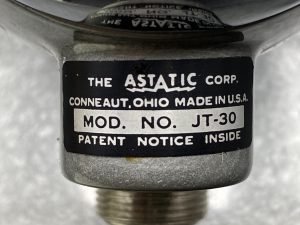 THE ASTATIC CORP.
CONNEAUT, OHIO MADE IN U.S.A.
MOD. NO. JT-30
PATENT NOTICE INSIDE